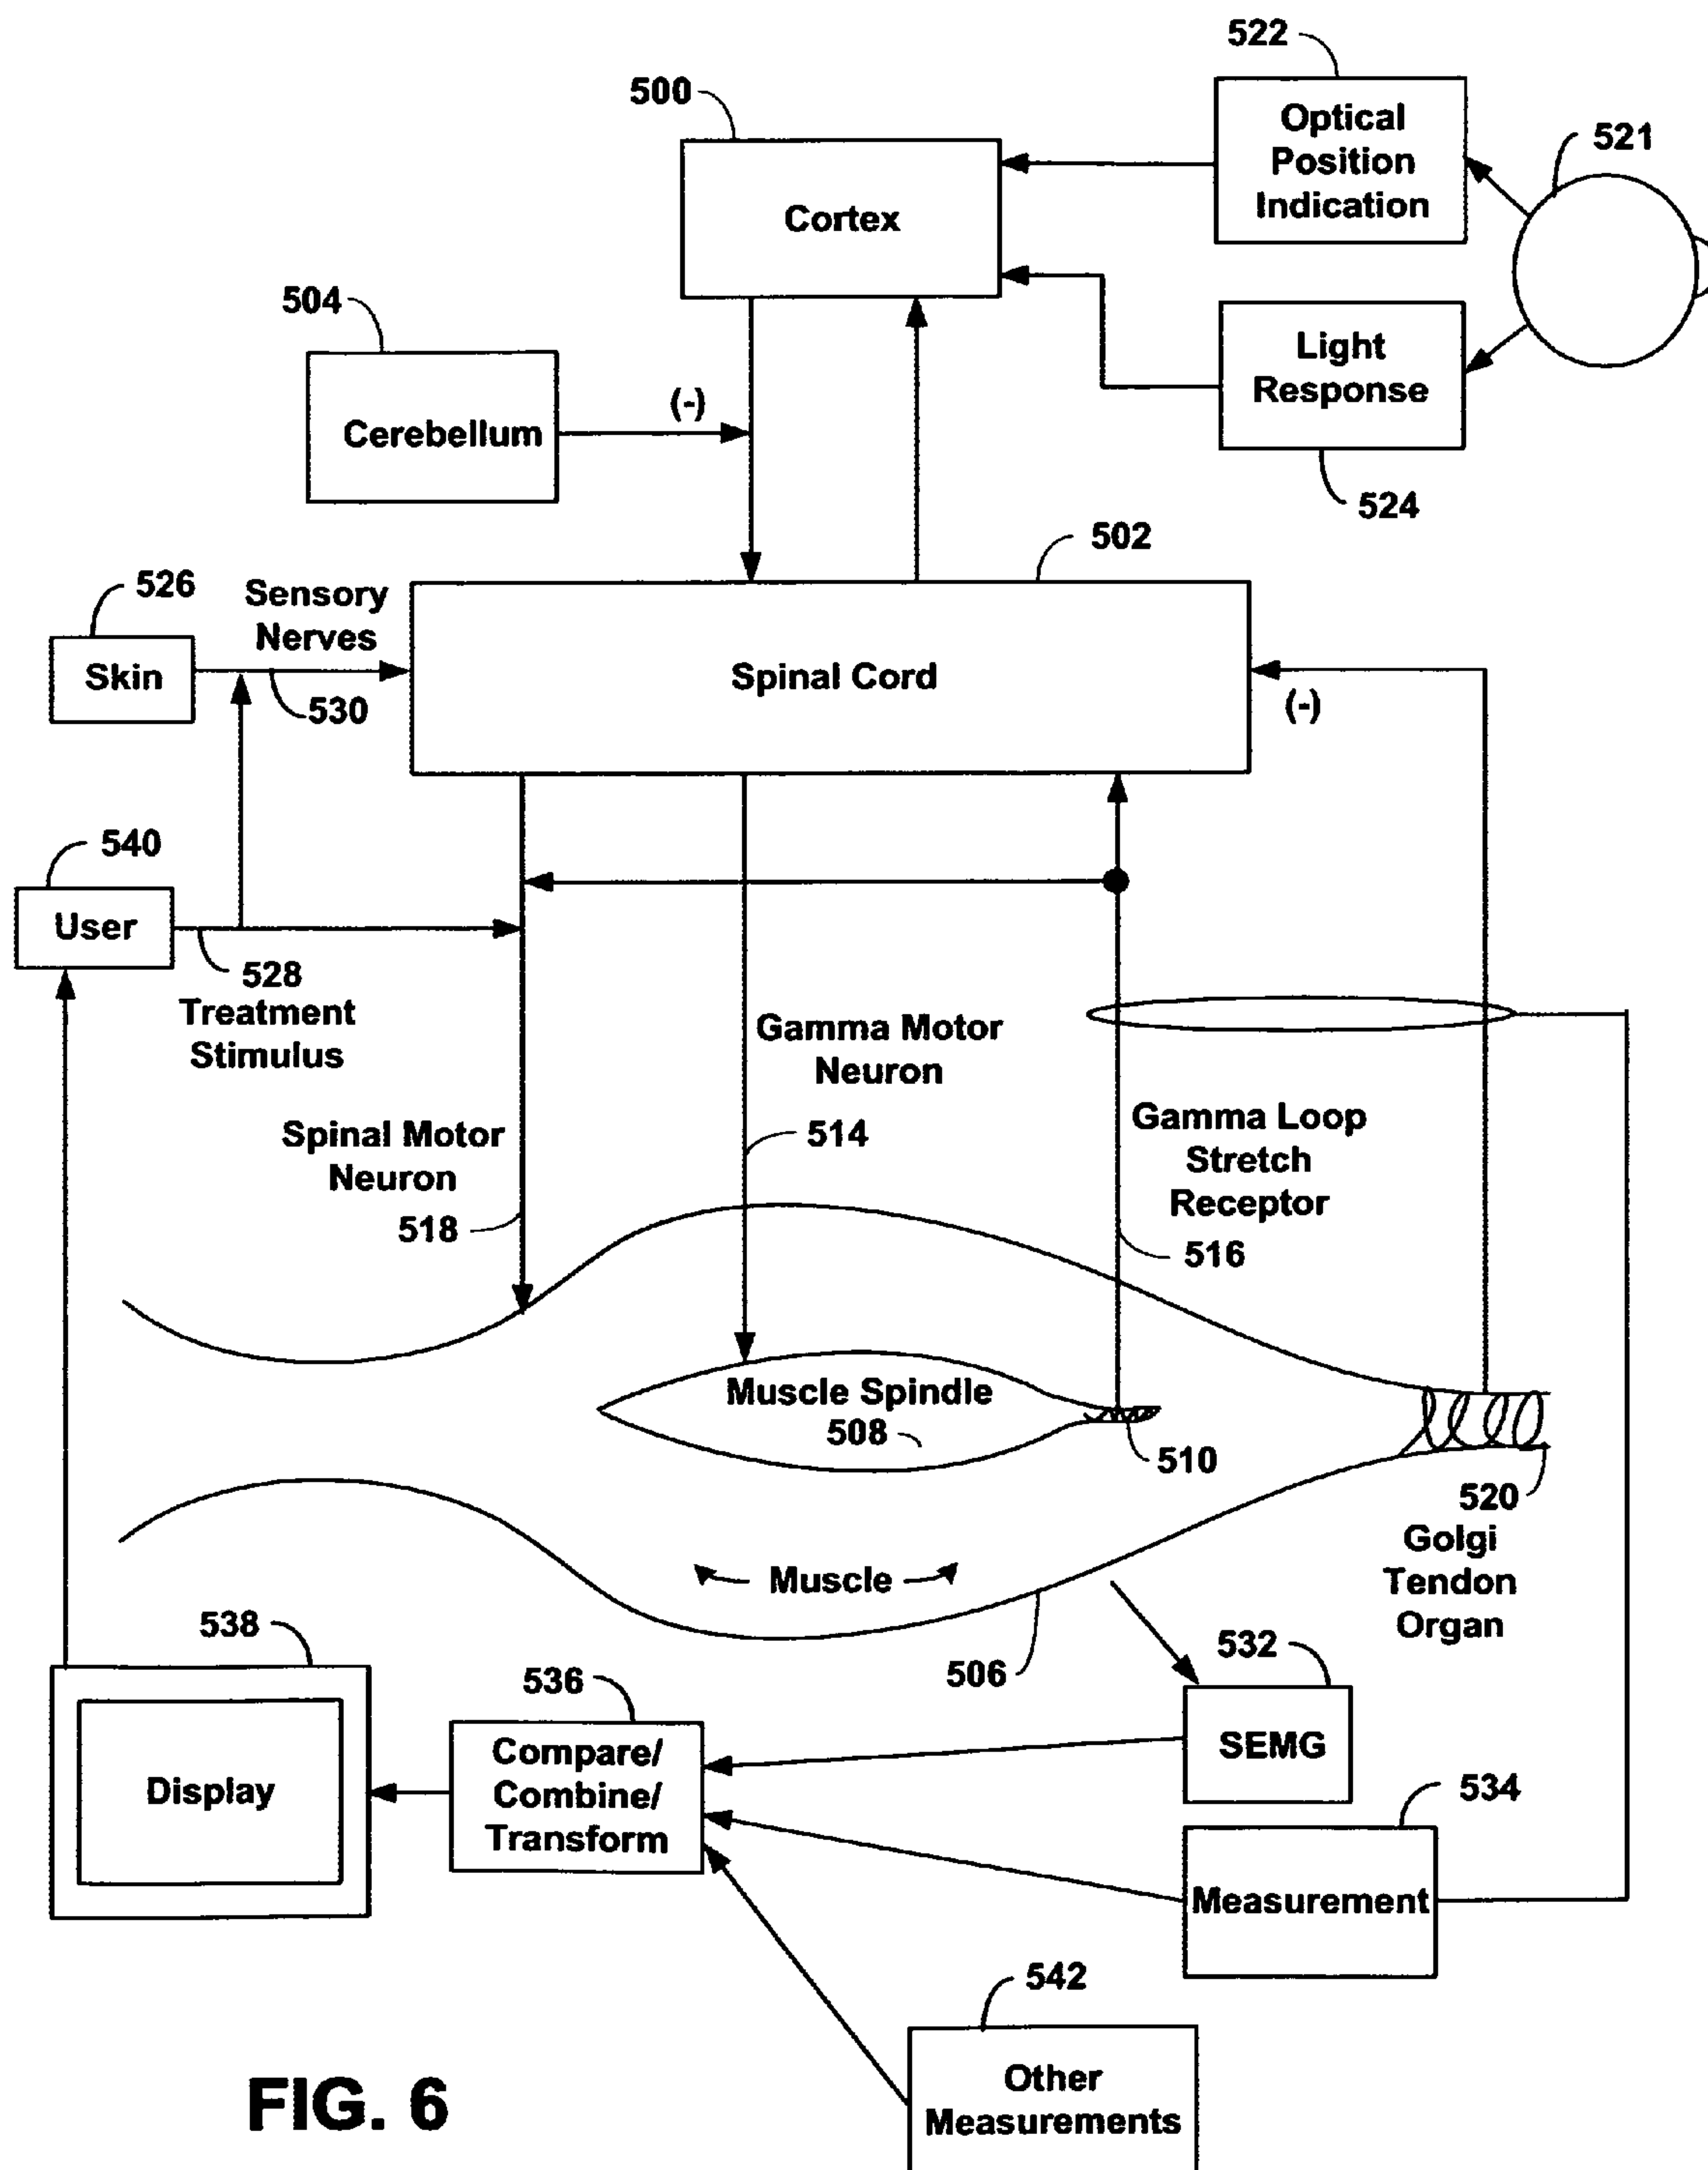 522
500
Optical
Position
Indication
521
Cortex
504
Light
Response
(-)
Cerebellum
524
502
526
Sensory
Nerves
Skin
Spinal Cord
530
(-)
540
User
528
Treatment
Stimulus
Gamma Motor
Neuron
Spinal Motor
Neuron
514
Gamma Loop
Stretch
Receptor
518
516
Muscle Spindle
508
510
520
Golgi
Tendon
Organ
Muscle
538
532
506
536
SEMG
Compare/
Combine/
Transform
Display
534
Measurement
542
Other
Measurements
FIG. 6